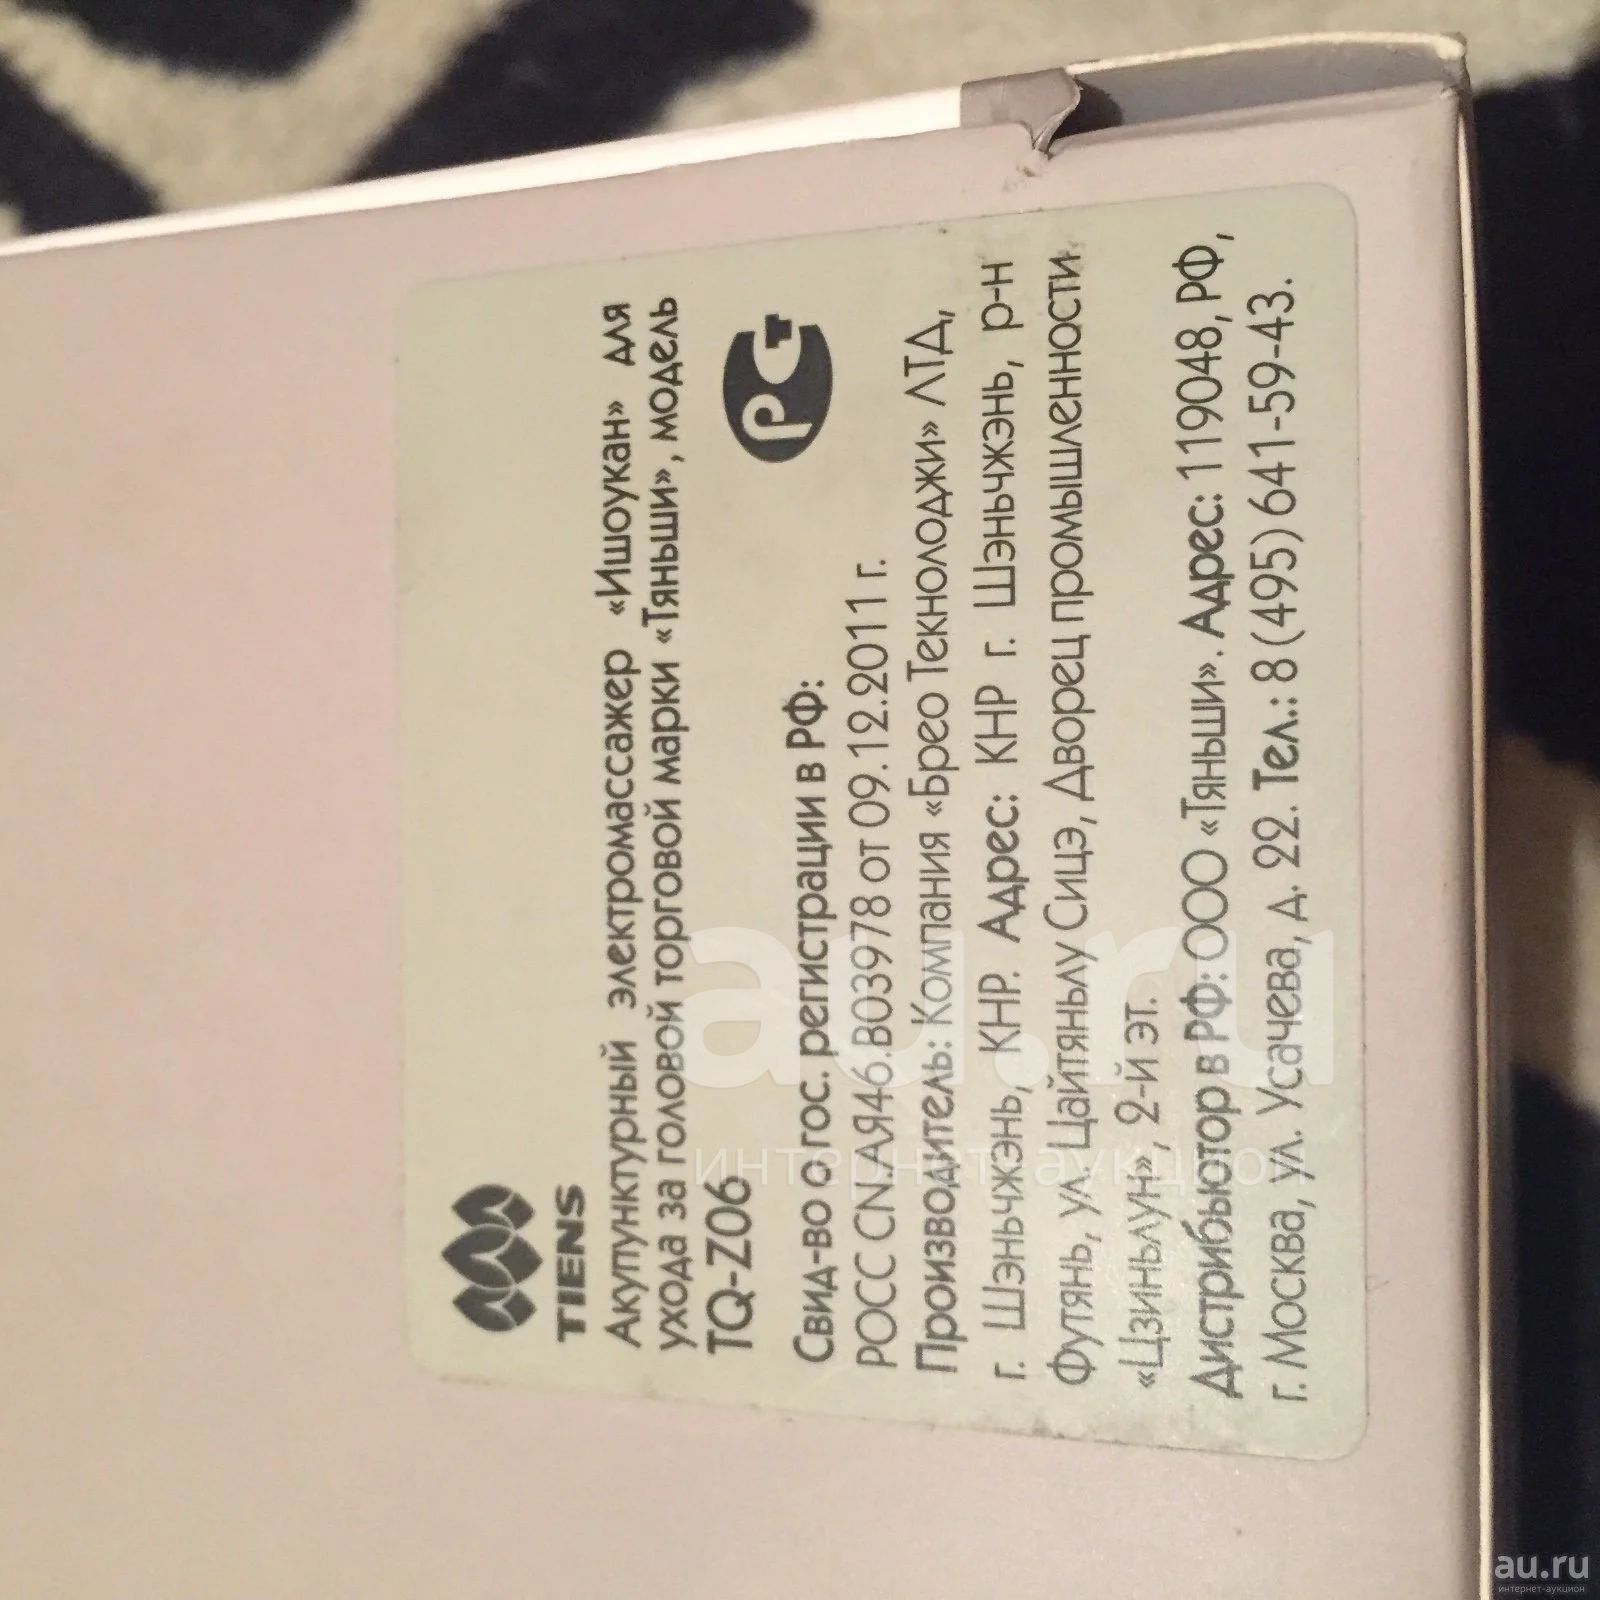 TIENS
Акупунктурный электромассажер «Ишоукан» для
ухода за головой торговой марки «Тяньши», модель
TQ-Z06
РСТ
Свид-во о гос. регистрации в РФ:
РОСС CN.АЯ46.В03978 от 09.12.2011 г.
Производитель: Компания «Брео Текнолоджи» ЛТД,
г. Шэньчжэнь, КНР. Адрес: КНР г. Шэньчжэнь, р-н
Футянь, ул. Цайтяньлу Сицэ, Дворец промышленности
«Цзиньлун», 2-й эт.
Дистрибьютор в РФ: ООО «Тяньши». Адрес: 119048, РФ,
г. Москва, ул. Усачева, д. 22. Тел.: 8 (495) 641-59-43.
au.ru
интернет-аукцион
au.ru
интернет-аукцион